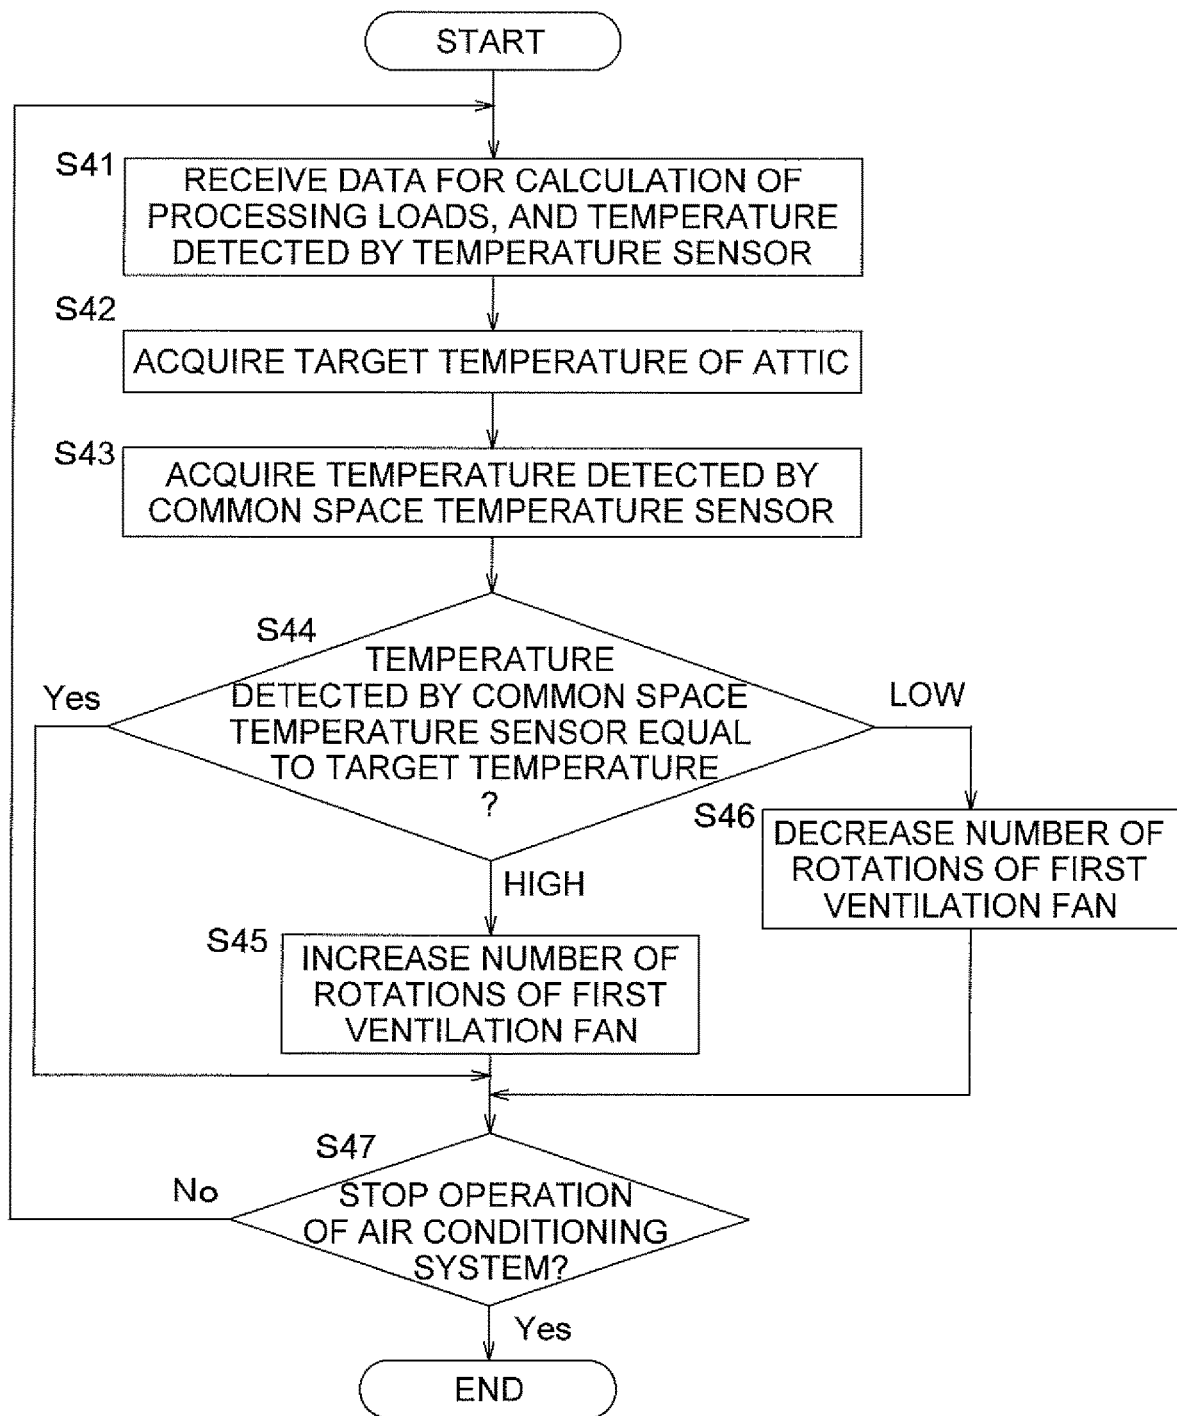 START
S41
RECEIVE DATA FOR CALCULATION OF
PROCESSING LOADS, AND TEMPERATURE
DETECTED BY TEMPERATURE SENSOR
S42
ACQUIRE TARGET TEMPERATURE OF ATTIC
S43
ACQUIRE TEMPERATURE DETECTED BY
COMMON SPACE TEMPERATURE SENSOR
S44
TEMPERATURE
DETECTED BY COMMON SPACE
TEMPERATURE SENSOR EQUAL
TO TARGET TEMPERATURE
?
Yes
LOW
HIGH
S46
DECREASE NUMBER OF
ROTATIONS OF FIRST
VENTILATION FAN
S45
INCREASE NUMBER OF
ROTATIONS OF FIRST
VENTILATION FAN
S47
No
STOP OPERATION
OF AIR CONDITIONING
SYSTEM?
Yes
END